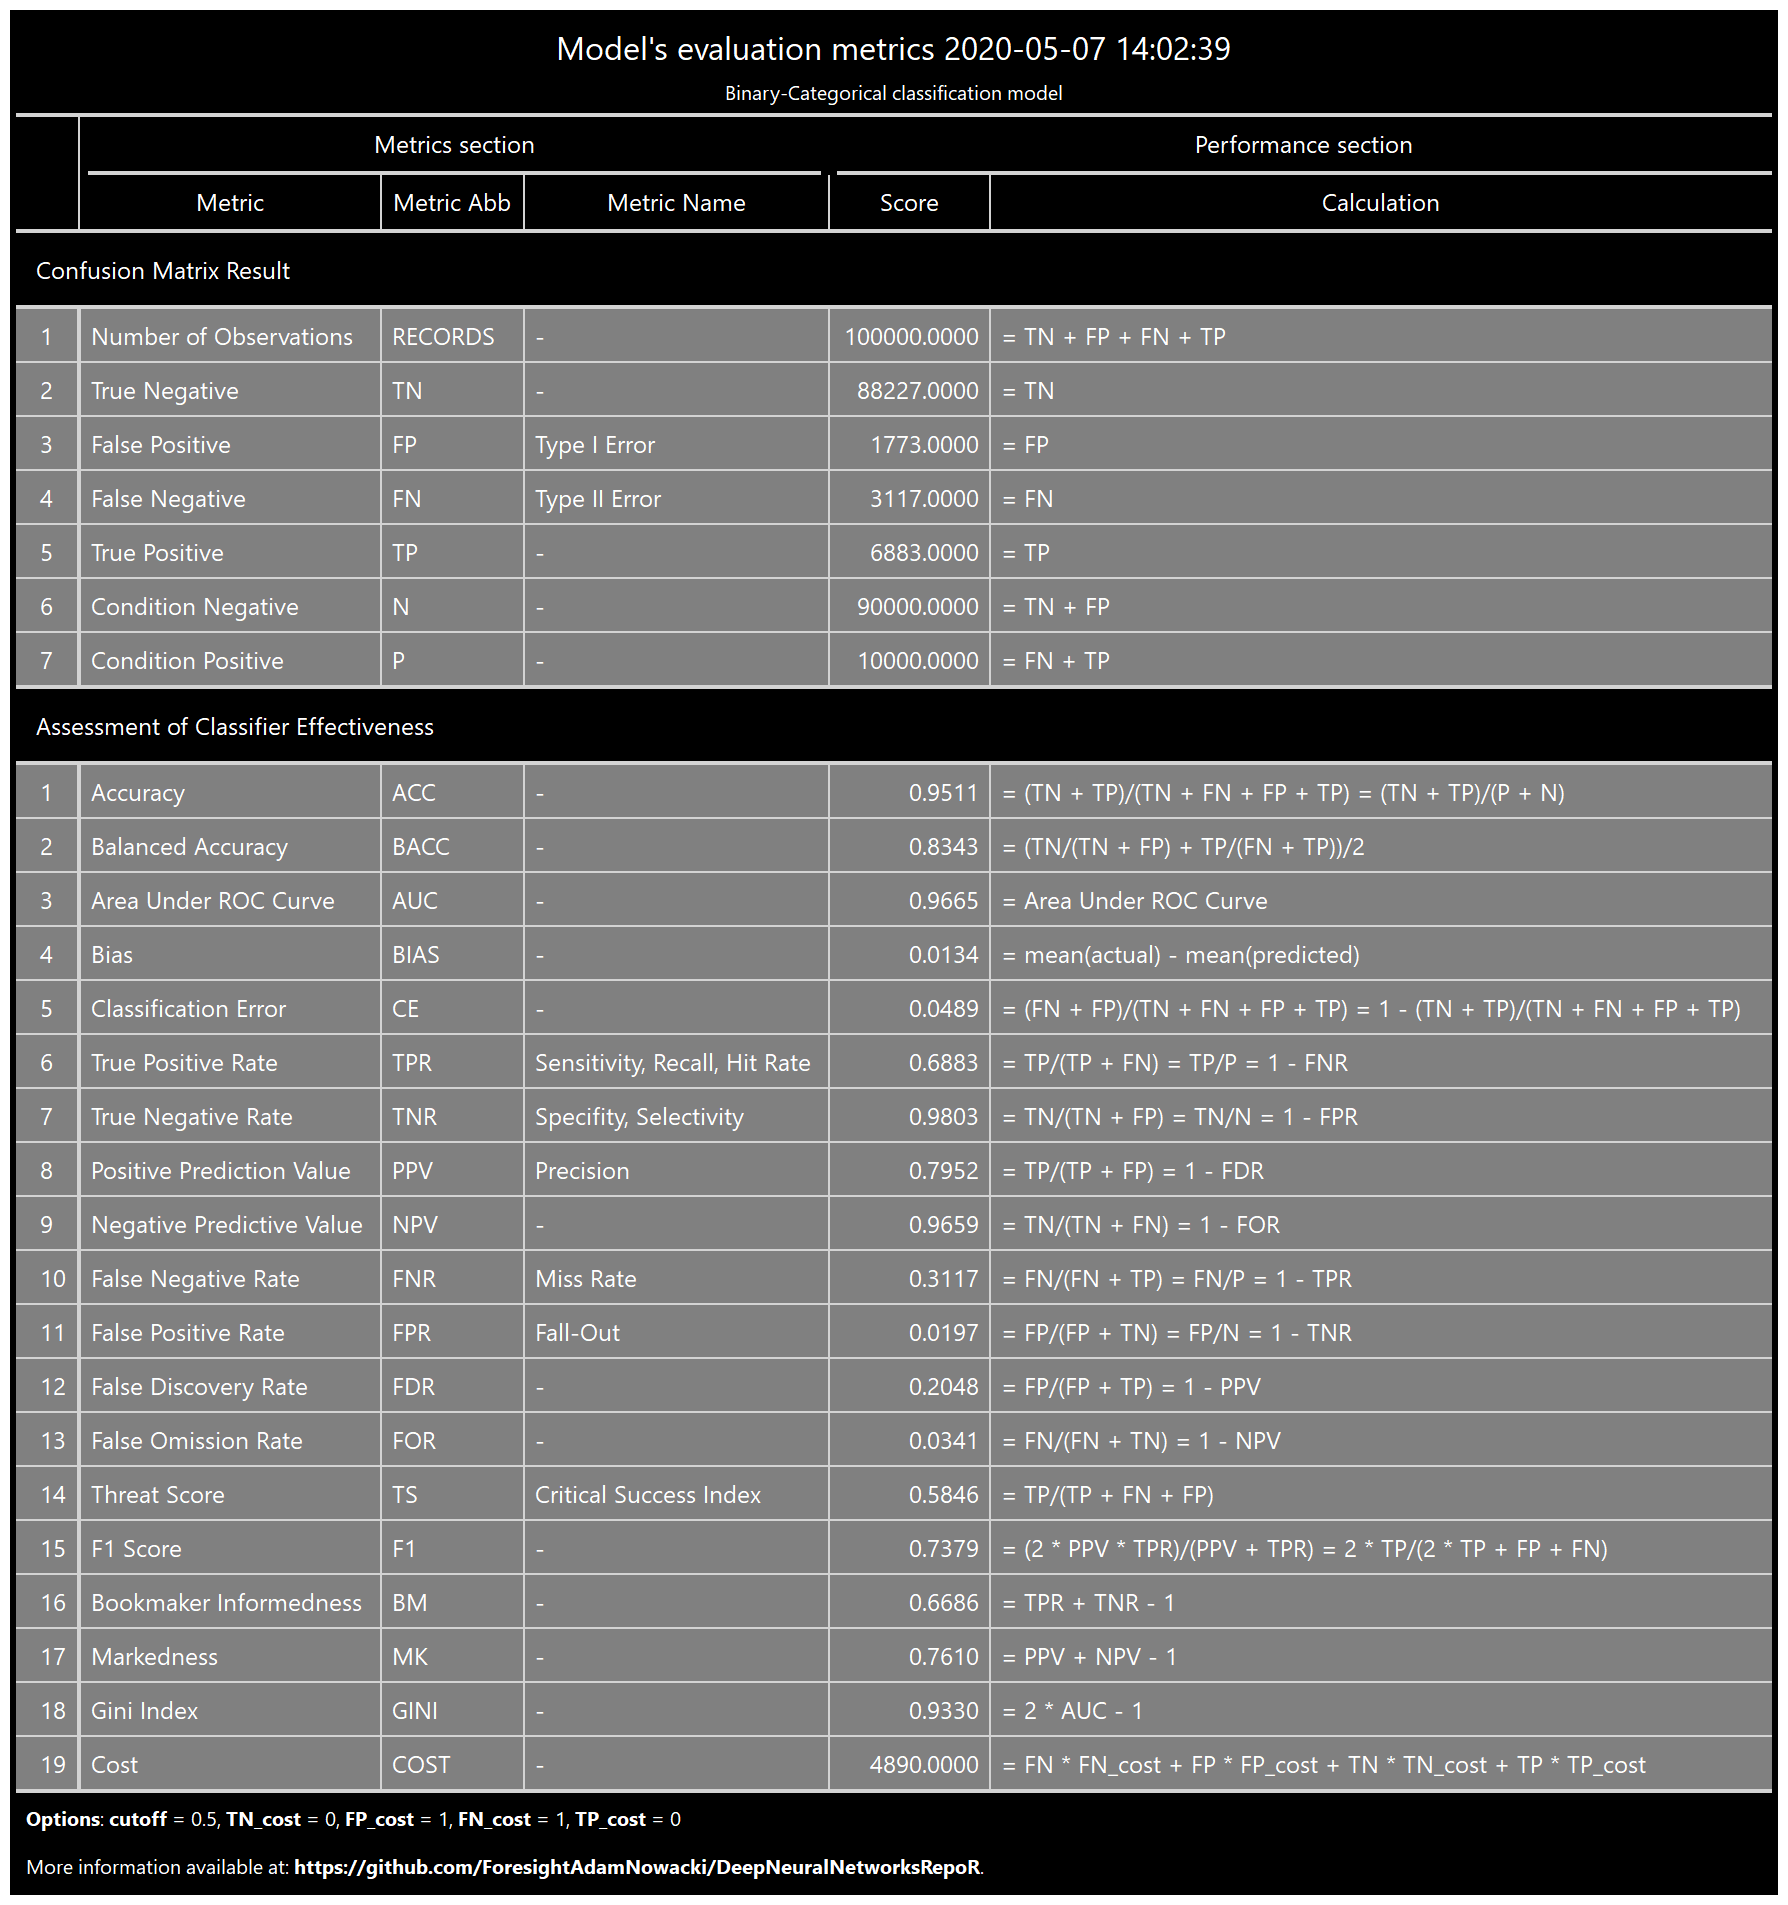 Model's evaluation metrics 2020-05-07 14:02:39
Binary-Categorical classification model
Metrics section Performance section
Metric Metric Abb Metric Name Score Calculation
Confusion Matrix Result
1 Number of Observations RECORDS - 100000.0000 = TN + FP + FN + TP
2 True Negative TN - 88227.0000 = TN
3 False Positive FP Type I Error 1773.0000 = FP
4 False Negative FN Type II Error 3117.0000 = FN
5 True Positive TP - 6883.0000 = TP
6 Condition Negative N - 90000.0000 = TN + FP
7 Condition Positive P - 10000.0000 = FN + TP
Assessment of Classifier Effectiveness
1 Accuracy ACC - 0.9511 = (TN + TP)/(TN + FN + FP + TP) = (TN + TP)/(P + N)
2 Balanced Accuracy BACC - 0.8343 = (TN/(TN + FP) + TP/(FN + TP))/2
3 Area Under ROC Curve AUC - 0.9665 = Area Under ROC Curve
4 Bias BIAS - 0.0134 = mean(actual) - mean(predicted)
5 Classification Error CE - 0.0489 = (FN + FP)/(TN + FN + FP + TP) = 1 - (TN + TP)/(TN + FN + FP + TP)
6 True Positive Rate TPR Sensitivity, Recall, Hit Rate 0.6883 = TP/(TP + FN) = TP/P = 1 - FNR
7 True Negative Rate TNR Specifity, Selectivity 0.9803 = TN/(TN + FP) = TN/N = 1 - FPR
8 Positive Prediction Value PPV Precision 0.7952 = TP/(TP + FP) = 1 - FDR
9 Negative Predictive Value NPV - 0.9659 = TN/(TN + FN) = 1 - FOR
10 False Negative Rate FNR Miss Rate 0.3117 = FN/(FN + TP) = FN/P = 1 - TPR
11 False Positive Rate FPR Fall-Out 0.0197 = FP/(FP + TN) = FP/N = 1 - TNR
12 False Discovery Rate FDR - 0.2048 = FP/(FP + TP) = 1 - PPV
13 False Omission Rate FOR - 0.0341 = FN/(FN + TN) = 1 - NPV
14 Threat Score TS Critical Success Index 0.5846 = TP/(TP + FN + FP)
15 F1 Score F1 - 0.7379 = (2 * PPV * TPR)/(PPV + TPR) = 2 * TP/(2 * TP + FP + FN)
16 Bookmaker Informedness BM - 0.6686 = TPR + TNR - 1
17 Markedness MK - 0.7610 = PPV + NPV - 1
18 Gini Index GINI - 0.9330 = 2 * AUC - 1
19 Cost COST - 4890.0000 = FN * FN_cost + FP * FP_cost + TN * TN_cost + TP * TP_cost
Options: cutoff = 0.5, TN_cost = 0, FP_cost = 1, FN_cost = 1, TP_cost = 0
More information available at: https://github.com/ForesightAdamNowacki/DeepNeuralNetworksRepoR.